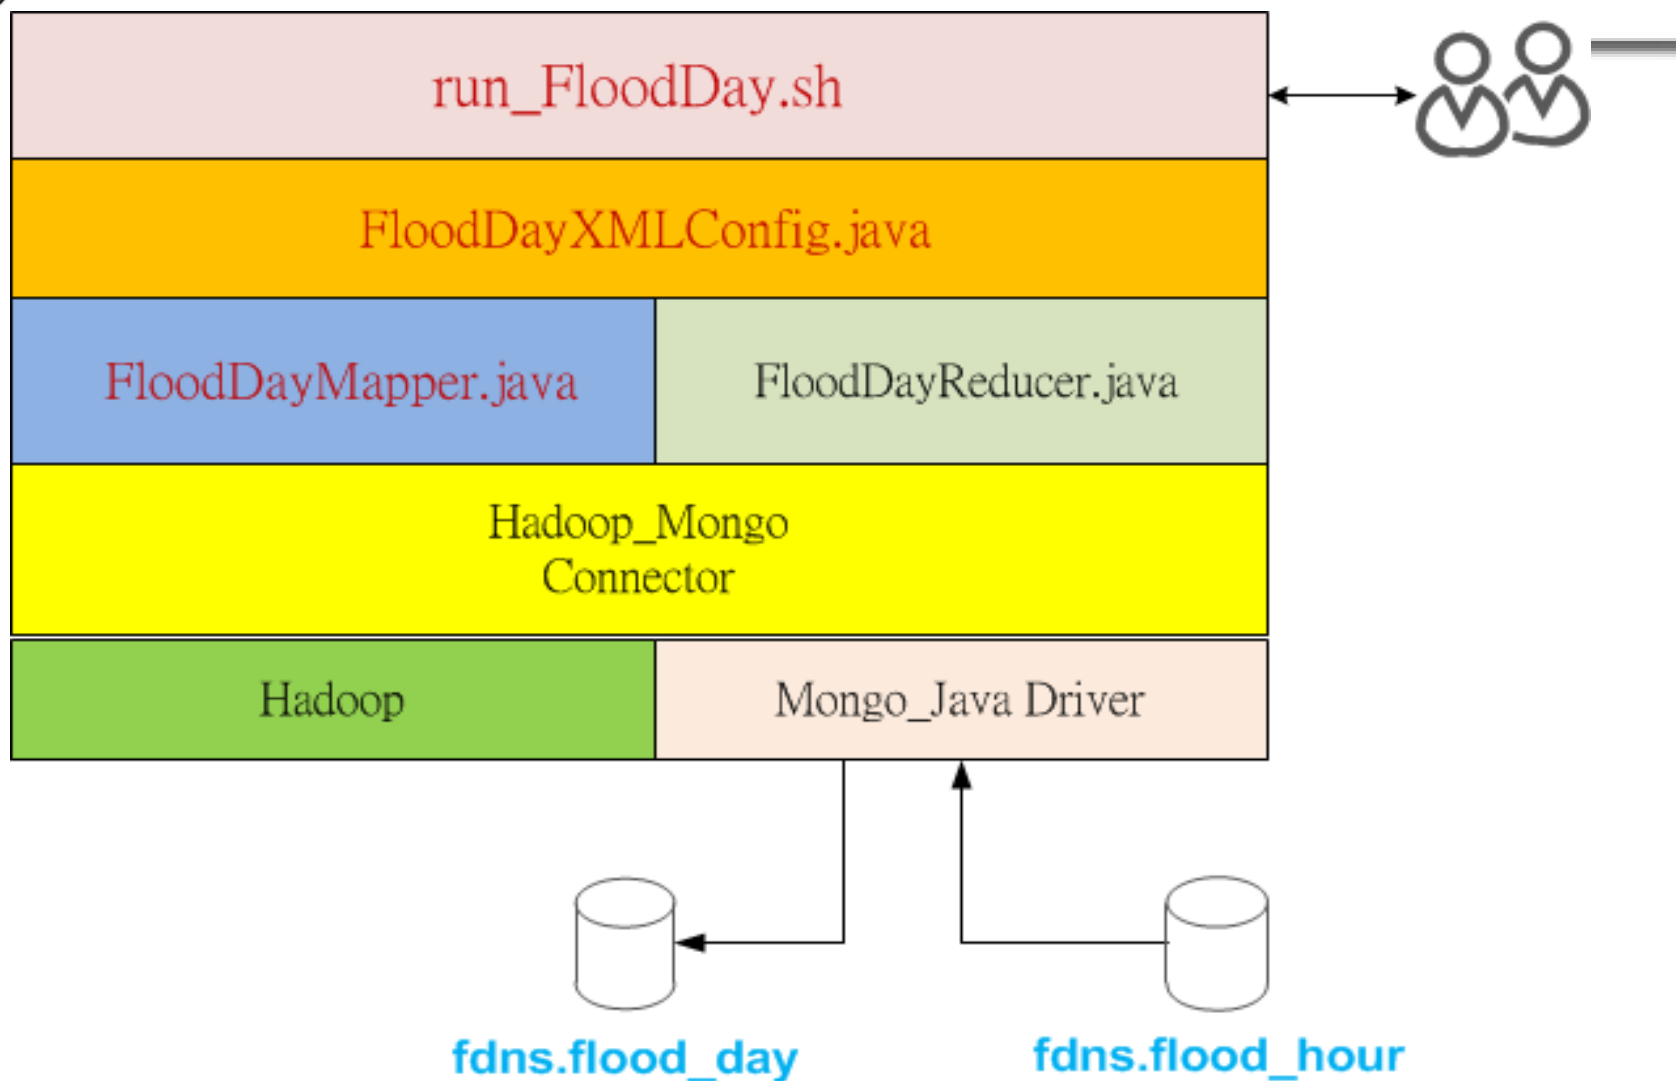 run_FloodDay.sh
FloodDayXMLConfig.java
FloodDayMapper.java
FloodDayReducer.java
Hadoop_Mongo
Connector
Hadoop
Mongo_Java Driver
fdns.flood_day
fdns.flood_hour